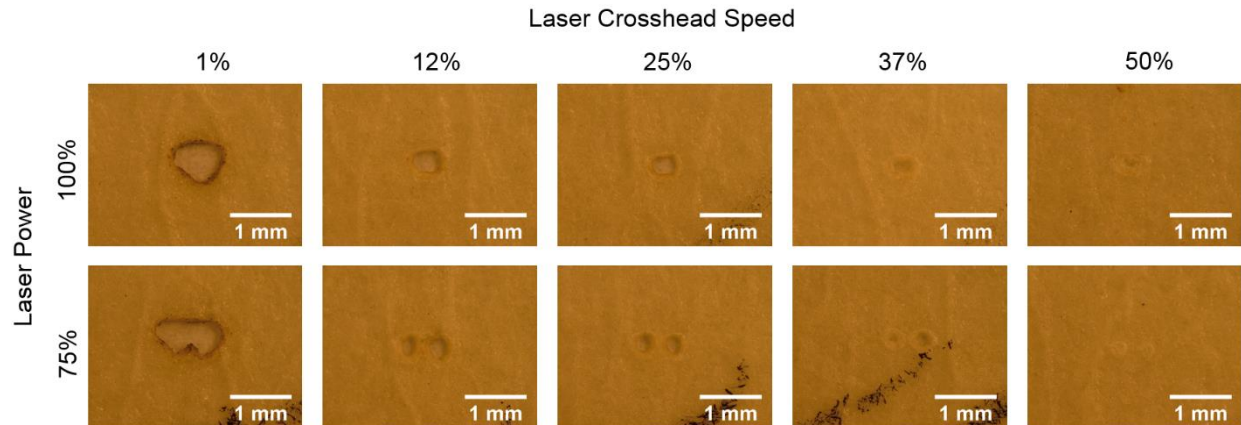 Laser Crosshead Speed
1% 12% 25% 37% 50%
Laser Power
100%
1 mm 1 mm 1 mm 1 mm 1 mm
75%
1 mm 1 mm 1 mm 1 mm 1 mm